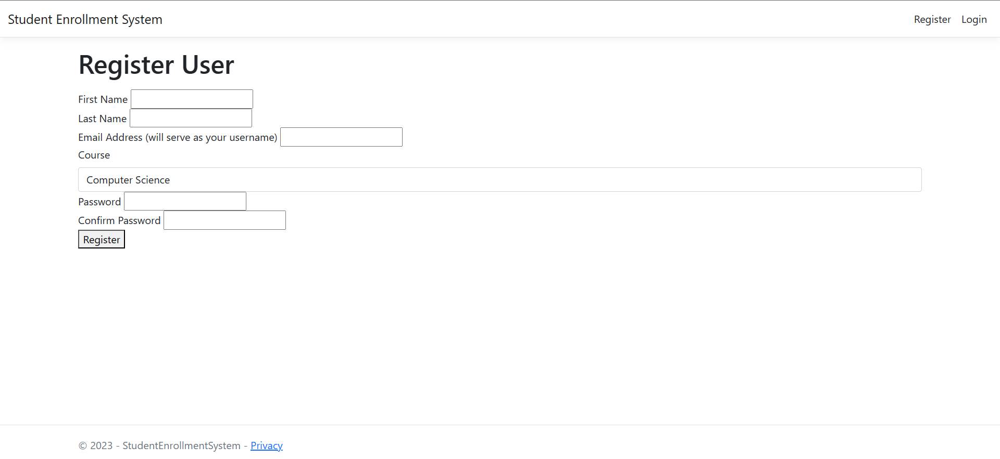 Student Enrollment System Register Login
Register User
First Name
Last Name
Email Address (will serve as your username)
Course
Computer Science
Password
Confirm Password
Register
© 2023 - StudentEnrollmentSystem - Privacy